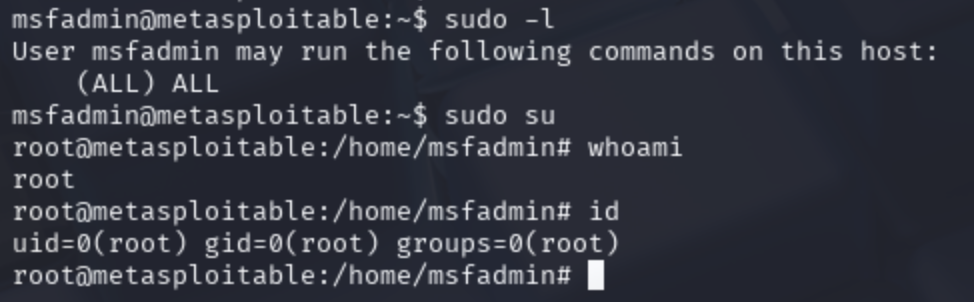 msfadmin@metasploitable:~$ sudo -l
User msfadmin may run the following commands on this host:
    (ALL) ALL
msfadmin@metasploitable:~$ sudo su
root@metasploitable:/home/msfadmin# whoami
root
root@metasploitable:/home/msfadmin# id
uid=0(root) gid=0(root) groups=0(root)
root@metasploitable:/home/msfadmin#